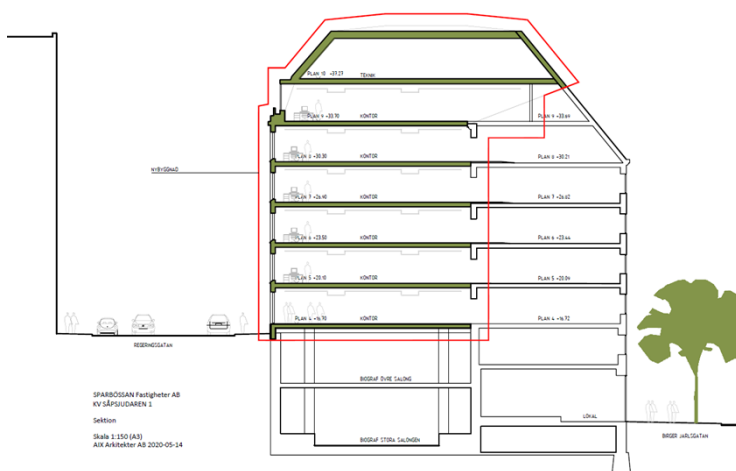 PLAN 10 +37.27 TEKNIK
PLAN 9 +33.70 KONTOR PLAN 9 +33.69
PLAN 8 +30.30 KONTOR PLAN 8 +30.21
NYBYGGNAD
PLAN 7 +26.90 KONTOR PLAN 7 +26.82
PLAN 6 +23.50 KONTOR PLAN 6 +23.44
PLAN 5 +20.10 KONTOR PLAN 5 +20.04
PLAN 4 +16.70 KONTOR PLAN 4 +16.72
REGERINGSGATAN
BIOGRAF ÖVRE SALONG
SPARBÖSSAN Fastigheter AB
KV SÅPSJUDAREN 1
Sektion
Skala 1:150 (A3)
AIX Arkitekter AB 2020-05-14
LOKAL
BIRGER JARLSGATAN
BIOGRAF STORA SALONGEN